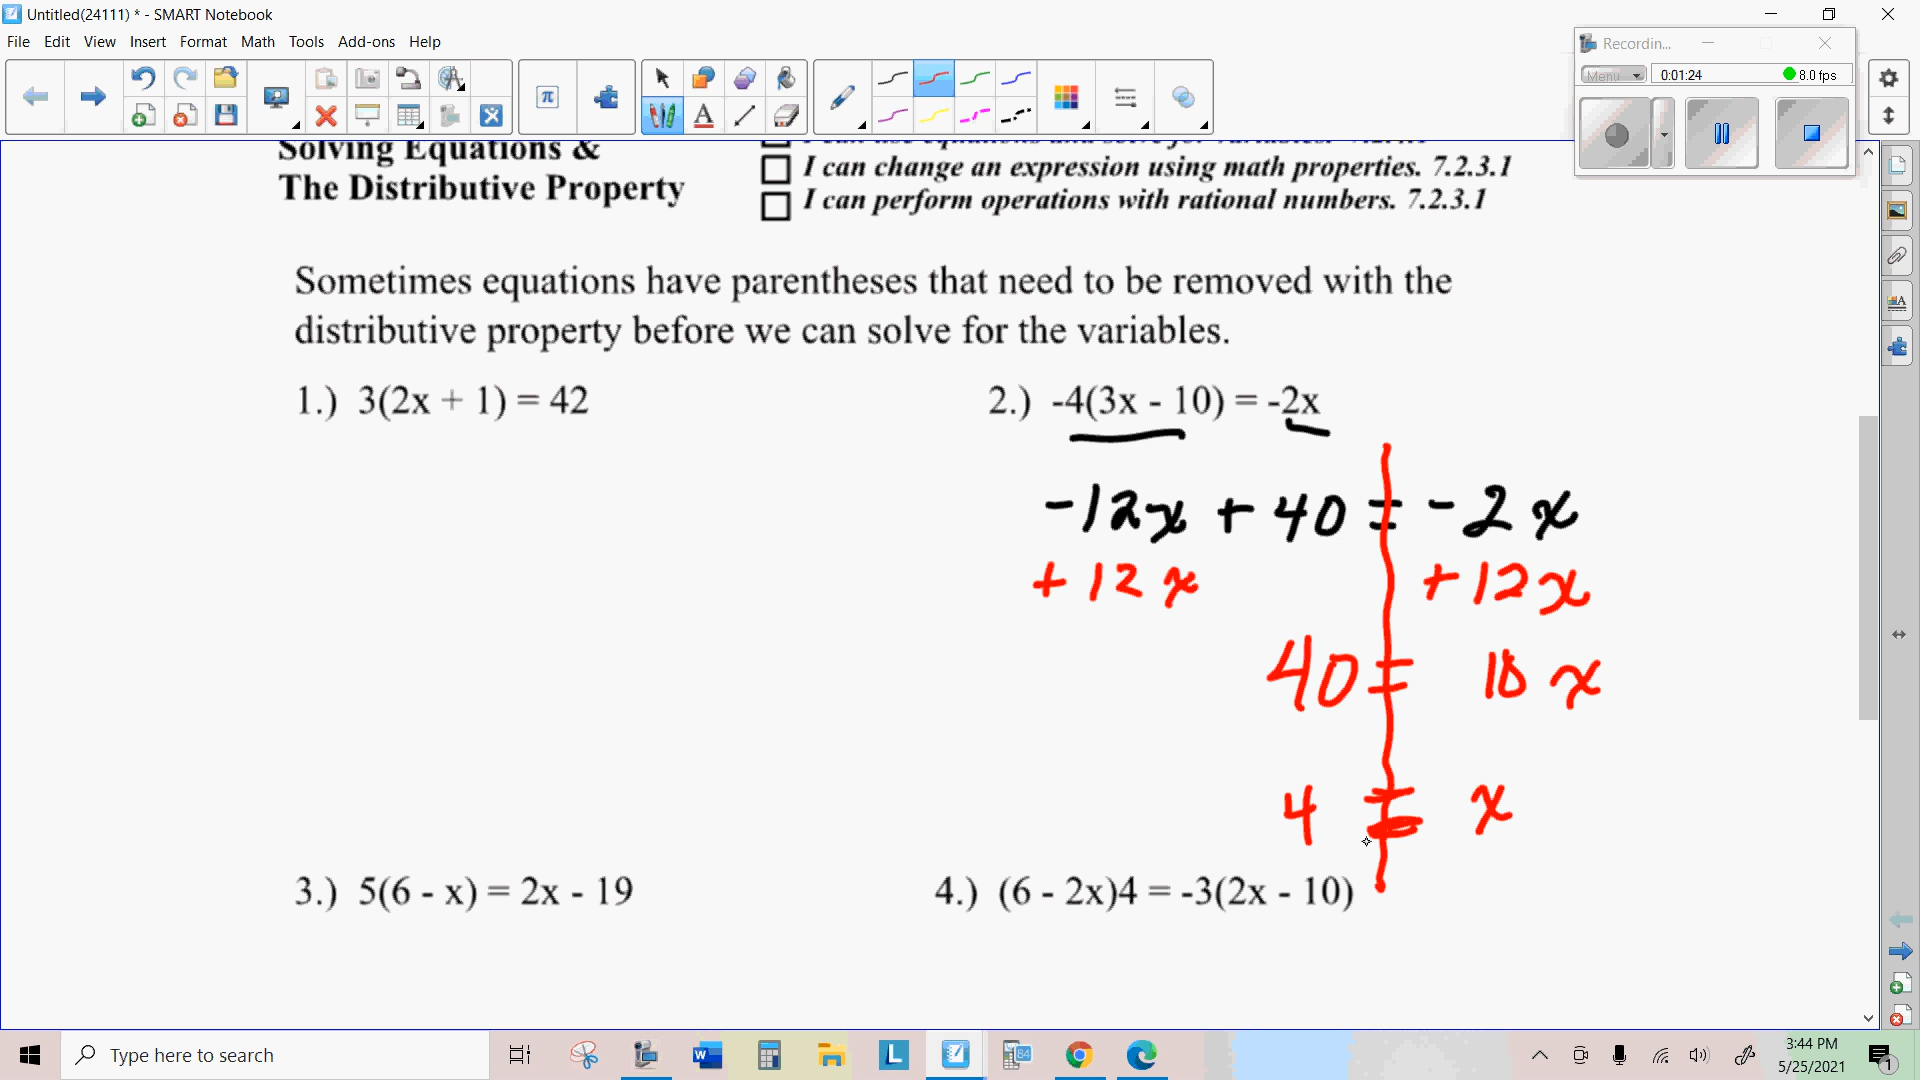 Untitled(24111) * - SMART Notebook
File Edit View Insert Format Math Tools Add-ons Help
Recordin...
Menu 0:01:24 8.0 fps
Solving Equations &
The Distributive Property
I can change an expression using math properties. 7.2.3.1
I can perform operations with rational numbers. 7.2.3.1
Sometimes equations have parentheses that need to be removed with the
distributive property before we can solve for the variables.
1.) 3(2x + 1) = 42
2.) -4(3x - 10) = -2x
-12x + 40 = -2x
+12x +12x
40 = 10x
4 = x
3.) 5(6 - x) = 2x - 19
4.) (6 - 2x)4 = -3(2x - 10)
Type here to search
3:44 PM
5/25/2021
1